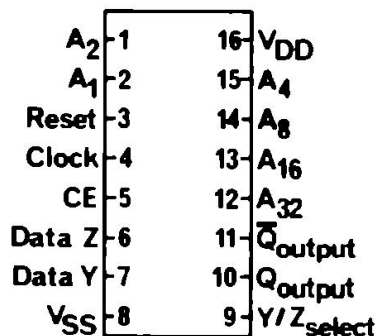 A2 1 16 VDD
A1 2 15 A4
Reset 3 14 A8
Clock 4 13 A16
CE 5 12 A32
Data Z 6 11 Q̅output
Data Y 7 10 Qoutput
VSS 8 9 Y/Zselect